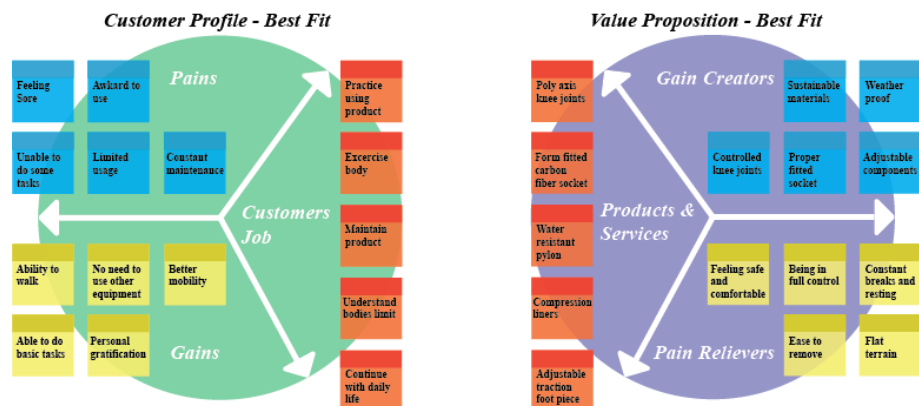 Customer Profile - Best Fit
Pains
Feeling
Sore
Awkard to
use
Unable to
do some
tasks
Limited
usage
Constant
maintenance
Customers
Job
Practice
using
product
Excercise
body
Maintain
product
Understand
bodies limit
Continue
with daily
life
Ability to
walk
No need to
use other
equipment
Better
mobility
Able to do
basic tasks
Personal
gratification
Gains
Value Proposition - Best Fit
Poly axis
knee joints
Form fitted
carbon
fiber socket
Water
resistant
pylon
Compression
liners
Adjustable
traction
foot piece
Products &
Services
Gain Creators
Sustainable
materials
Weather
proof
Controlled
knee joints
Proper
fitted
socket
Adjustable
components
Feeling safe
and
comfortable
Being in
full control
Constant
breaks and
resting
Ease to
remove
Flat
terrain
Pain Relievers